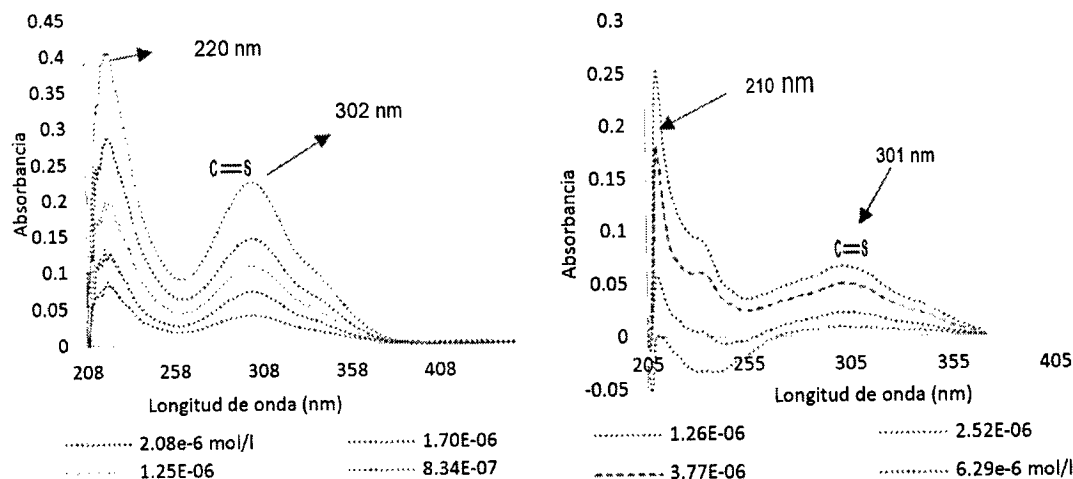 0.45
0.4
0.35
0.3
0.25
0.2
0.15
0.1
0.05
0
Absorbancia
220 nm
302 nm
C=S
208 258 308 358 408
Longitud de onda (nm)
2.08e-6 mol/l 1.70E-06
1.25E-06 8.34E-07
0.3
0.25
0.2
0.15
0.1
0.05
0
-0.05
Absorbancia
210 nm
301 nm
C=S
205 255 305 355 405
Longitud de onda (nm)
1.26E-06 2.52E-06
3.77E-06 6.29e-6 mol/l